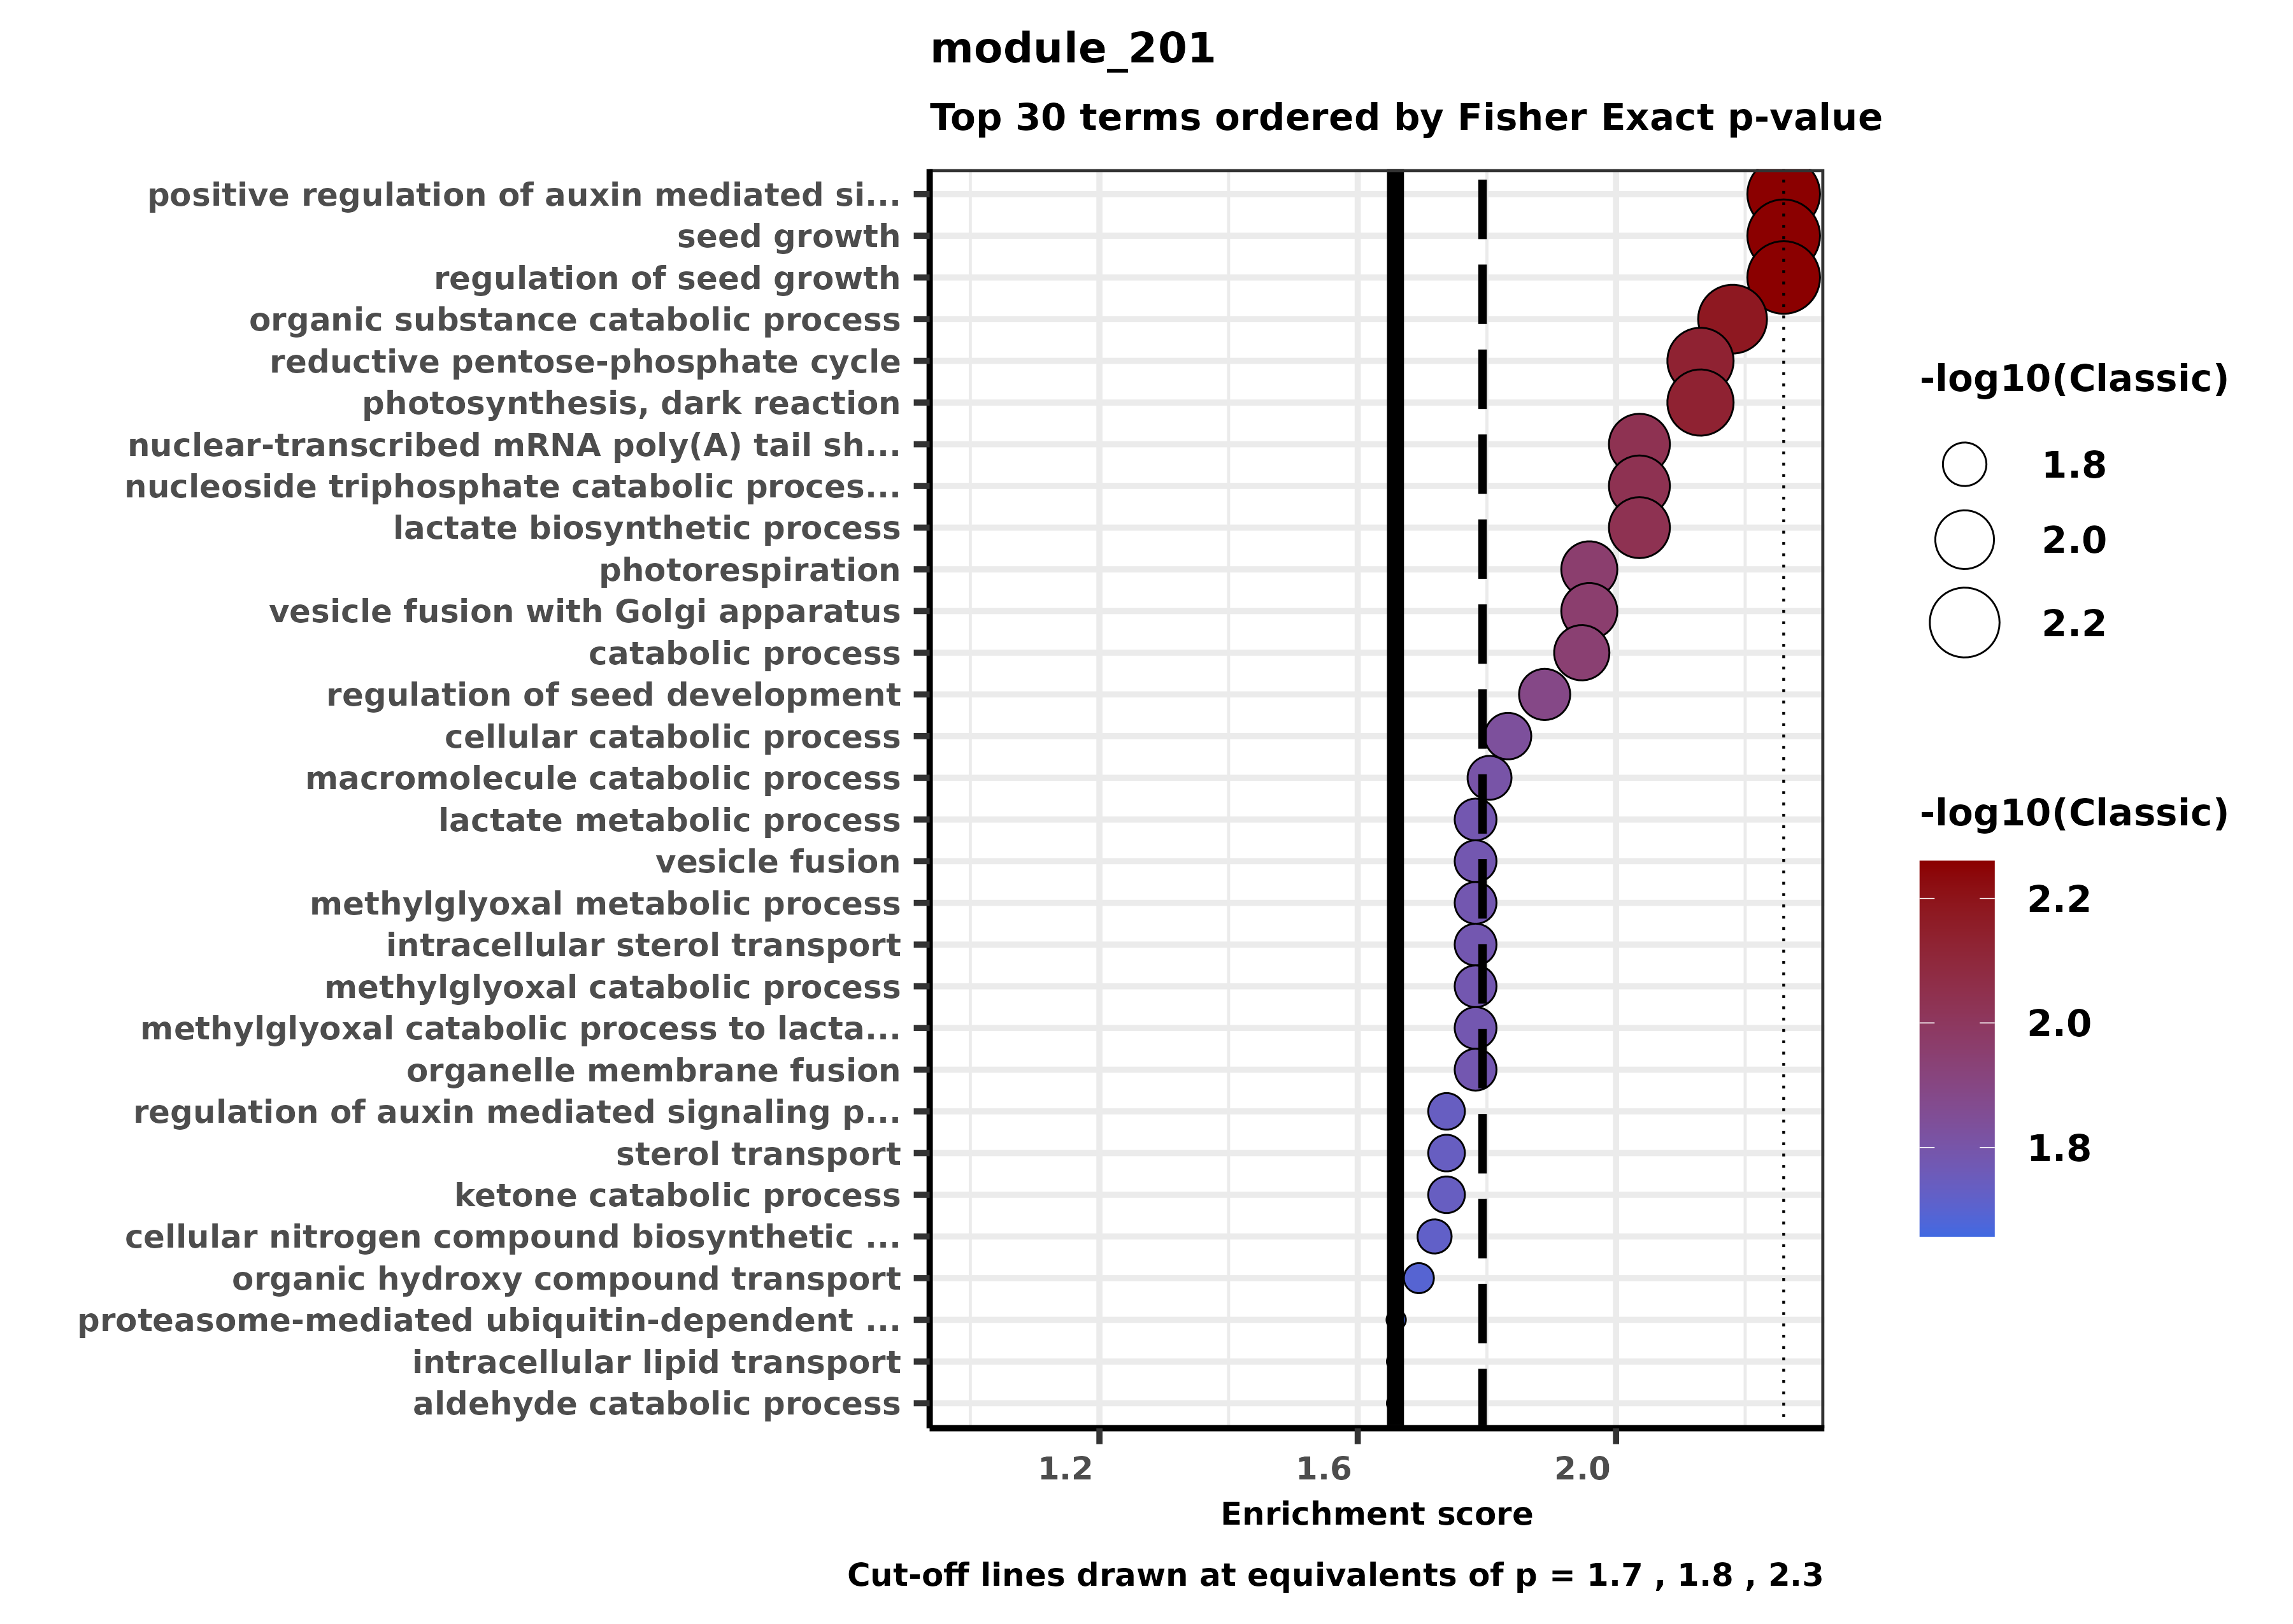 module_201
Top 30 terms ordered by Fisher Exact p-value
positive regulation of auxin mediated si...
seed growth
regulation of seed growth
organic substance catabolic process
reductive pentose-phosphate cycle
photosynthesis, dark reaction
nuclear-transcribed mRNA poly(A) tail sh...
nucleoside triphosphate catabolic proces...
lactate biosynthetic process
photorespiration
vesicle fusion with Golgi apparatus
catabolic process
regulation of seed development
cellular catabolic process
macromolecule catabolic process
lactate metabolic process
vesicle fusion
methylglyoxal metabolic process
intracellular sterol transport
methylglyoxal catabolic process
methylglyoxal catabolic process to lacta...
organelle membrane fusion
regulation of auxin mediated signaling p...
sterol transport
ketone catabolic process
cellular nitrogen compound biosynthetic ...
organic hydroxy compound transport
proteasome-mediated ubiquitin-dependent ...
intracellular lipid transport
aldehyde catabolic process
1.2 1.6 2.0
Enrichment score
Cut-off lines drawn at equivalents of p = 1.7 , 1.8 , 2.3
-log10(Classic)
1.8
2.0
2.2
-log10(Classic)
2.2
2.0
1.8